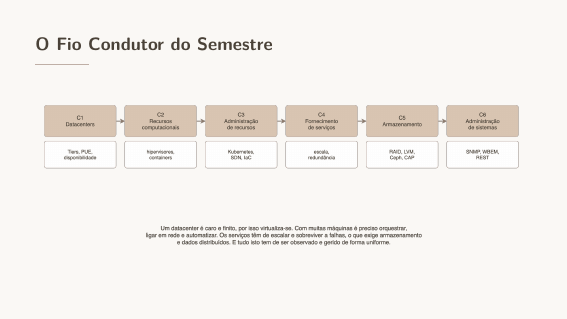 O Fio Condutor do Semestre
C1
Datacenters
C2
Recursos
computacionais
C3
Administração
de recursos
C4
Fornecimento
de serviços
C5
Armazenamento
C6
Administração
de sistemas
Tiers, PUE,
disponibilidade
hipervisores,
containers
Kubernetes,
SDN, IaC
escala,
redundância
RAID, LVM,
Ceph, CAP
SNMP, WBEM,
REST
Um datacenter é caro e finito, por isso virtualiza-se. Com muitas máquinas é preciso orquestrar,
ligar em rede e automatizar. Os serviços têm de escalar e sobreviver a falhas, o que exige armazenamento
e dados distribuídos. E tudo isto tem de ser observado e gerido de forma uniforme.